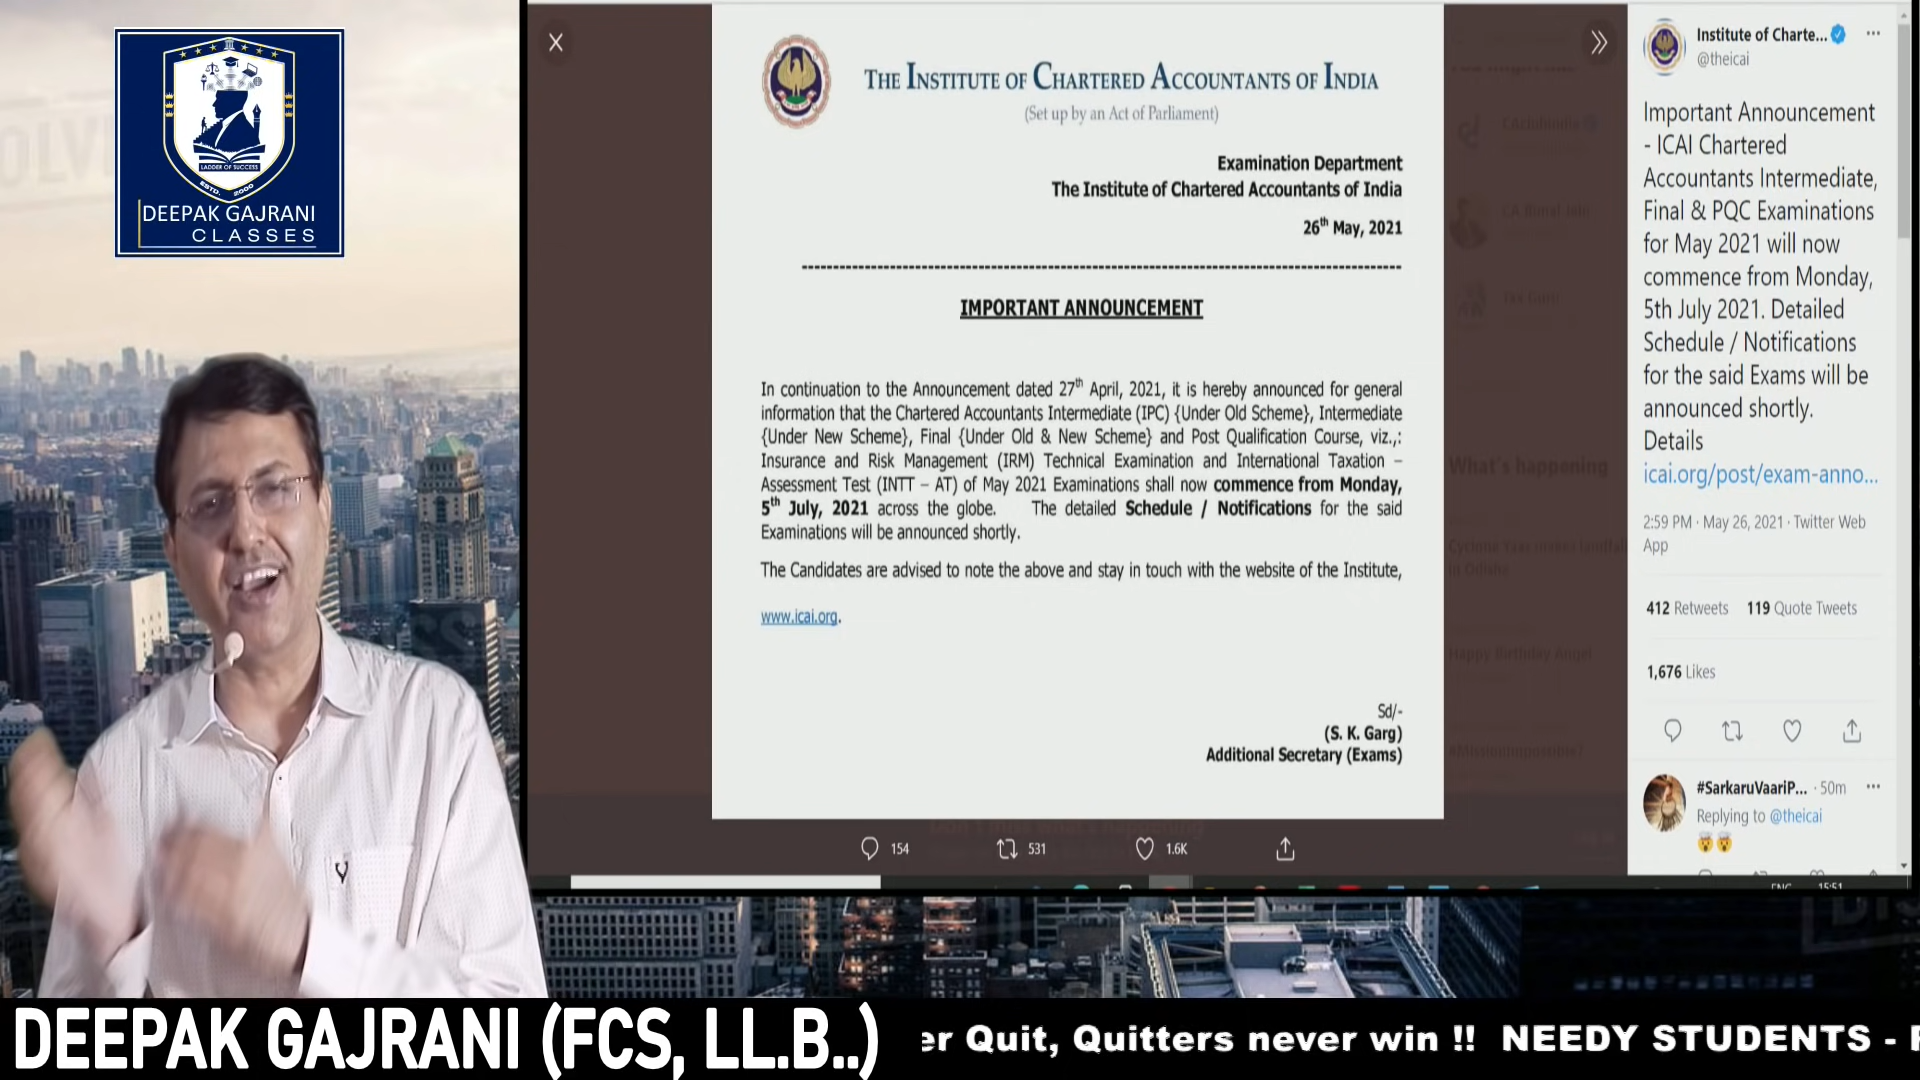 LADDER OF SUCCESS
ESTD. 2000
DEEPAK GAJRANI
CLASSES
THE INSTITUTE OF CHARTERED ACCOUNTANTS OF INDIA
(Set up by an Act of Parliament)
Examination Department
The Institute of Chartered Accountants of India
26th May, 2021
IMPORTANT ANNOUNCEMENT
In continuation to the Announcement dated 27th April, 2021, it is hereby announced for general
information that the Chartered Accountants Intermediate (IPC) {Under Old Scheme}, Intermediate
{Under New Scheme}, Final {Under Old & New Scheme} and Post Qualification Course, viz.,:
Insurance and Risk Management (IRM) Technical Examination and International Taxation –
Assessment Test (INTT – AT) of May 2021 Examinations shall now commence from Monday,
5th July, 2021 across the globe. The detailed Schedule / Notifications for the said
Examinations will be announced shortly.
The Candidates are advised to note the above and stay in touch with the website of the Institute,
www.icai.org.
Sd/-
(S. K. Garg)
Additional Secretary (Exams)
154
531
1.6K
What's happening
Happy Birthday Angel
Institute of Charte...
@theicai
Important Announcement
- ICAI Chartered
Accountants Intermediate,
Final & PQC Examinations
for May 2021 will now
commence from Monday,
5th July 2021. Detailed
Schedule / Notifications
for the said Exams will be
announced shortly.
Details
icai.org/post/exam-anno...
2:59 PM · May 26, 2021 · Twitter Web
App
412 Retweets 119 Quote Tweets
1,676 Likes
#SarkaruVaariP... · 50m
Replying to @theicai
ENG 15:51
DEEPAK GAJRANI (FCS, LL.B..)
er Quit, Quitters never win !! NEEDY STUDENTS -